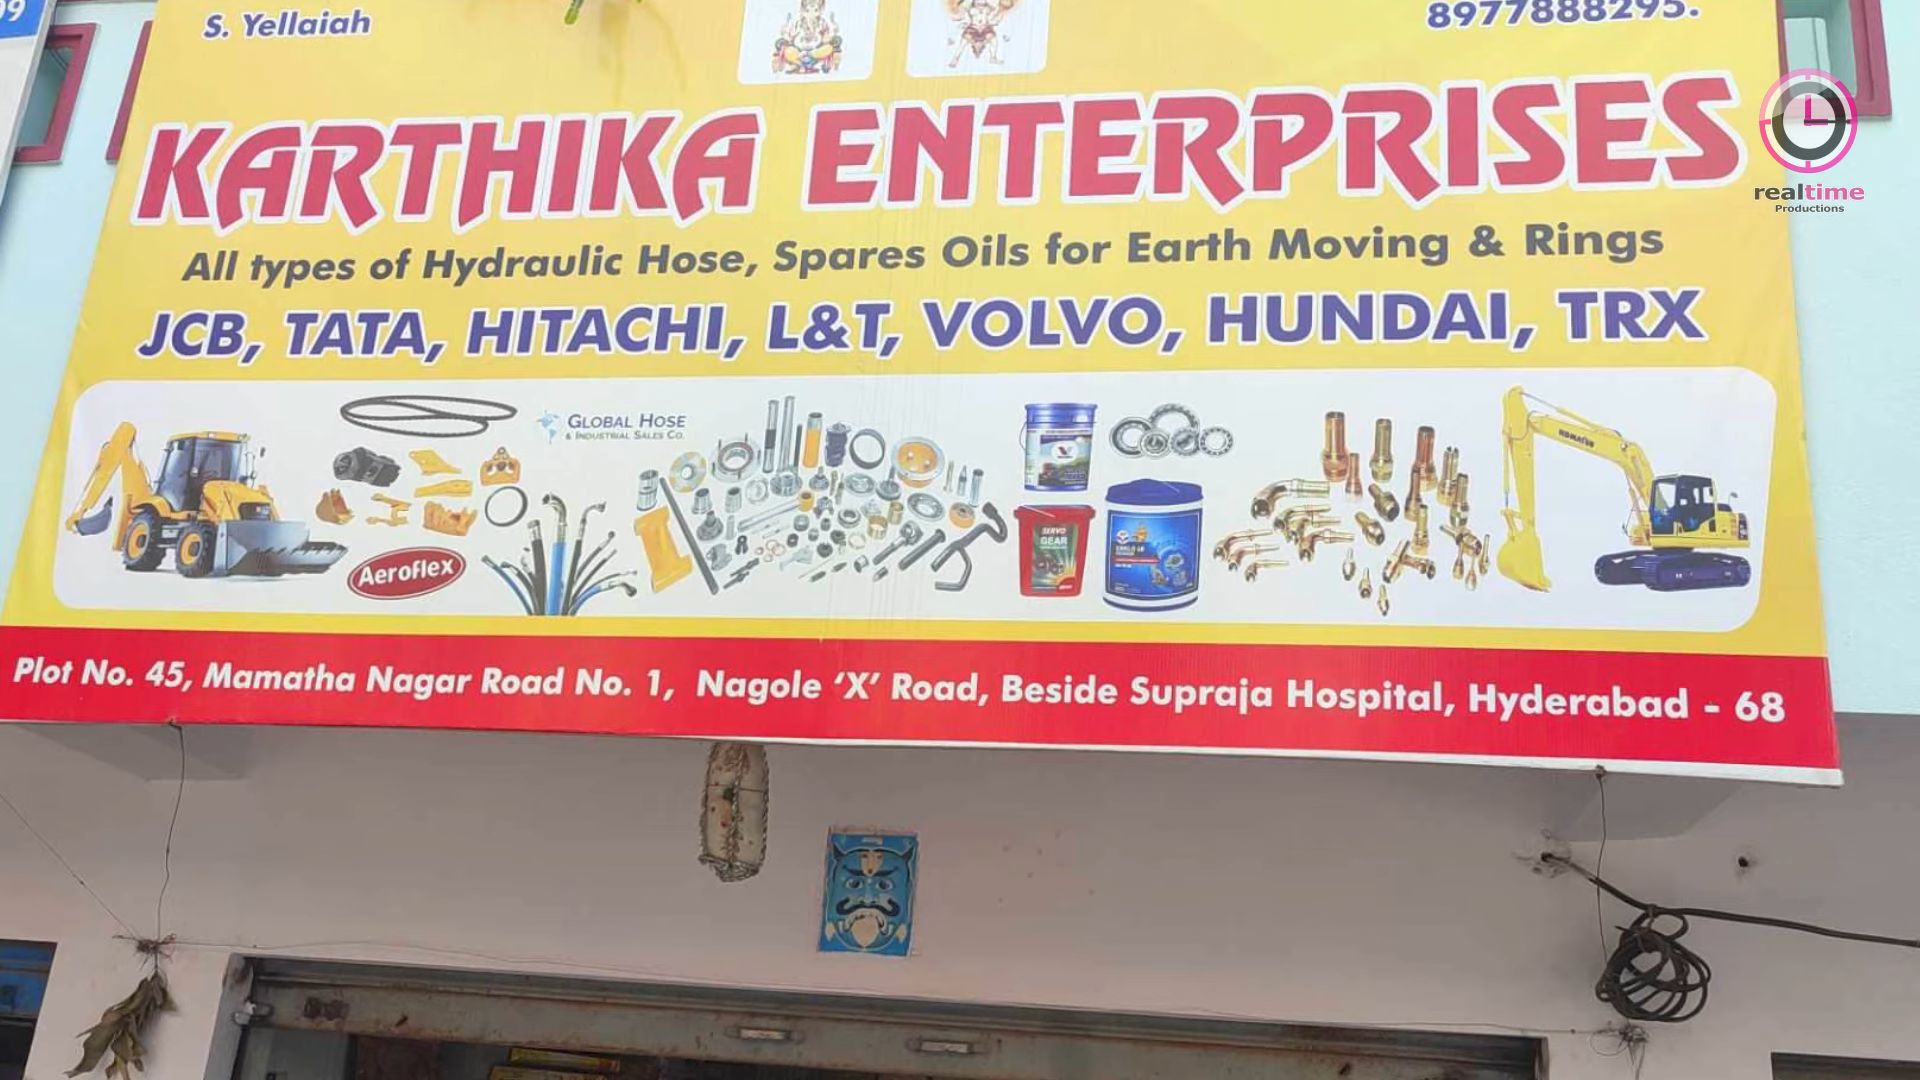 09
S. Yellaiah
8977888295.
KARTHIKA ENTERPRISES
realtime
Productions
All types of Hydraulic Hose, Spares Oils for Earth Moving & Rings
JCB, TATA, HITACHI, L&T, VOLVO, HUNDAI, TRX
GLOBAL HOSE
& INDUSTRIAL SALES CO.
KOMATSU
SERVO
GEAR
Aeroflex
Plot No. 45, Mamatha Nagar Road No. 1, Nagole 'X' Road, Beside Supraja Hospital, Hyderabad - 68